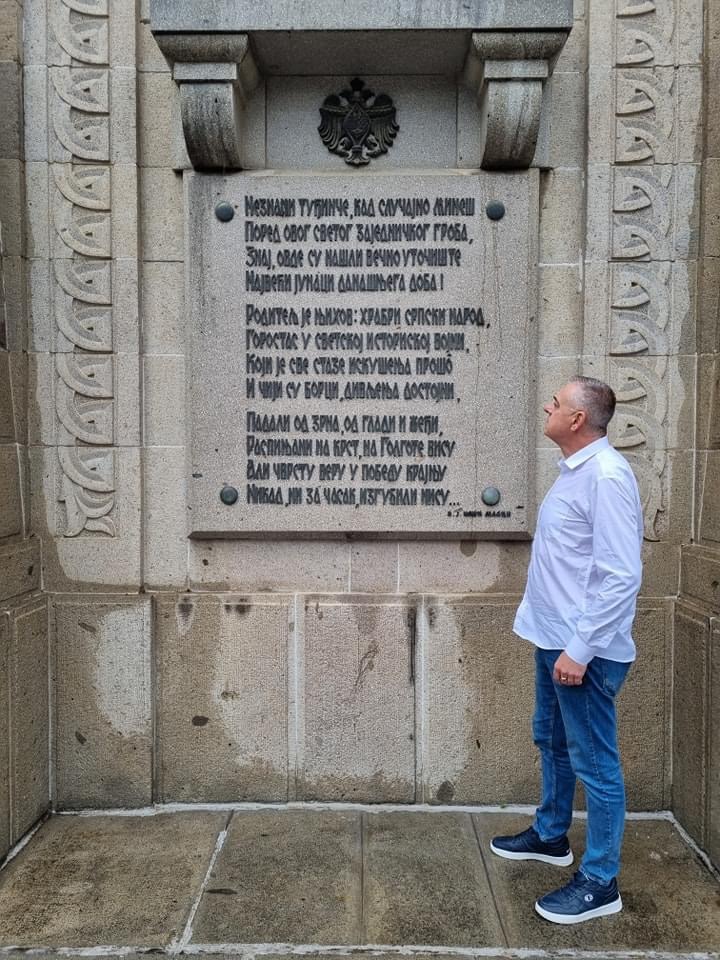 Незнани туђинче, кад случајно минеш
Поред овог светог заједничког гроба,
Знај, овде су нашли вечно уточиште
Највећи јунаци данашњега доба!
Родитељ је њихов: храбри српски народ,
Горостас у светској историској војни,
Који је све стазе искушења прошо
И чији су борци, дивљења достојни,
Падали од зрна, од глади и жеђи,
Распињани на крст, на Голготе вису
Али чврсту веру у победу крајњу
Никад, ни за часак, изгубили нису...